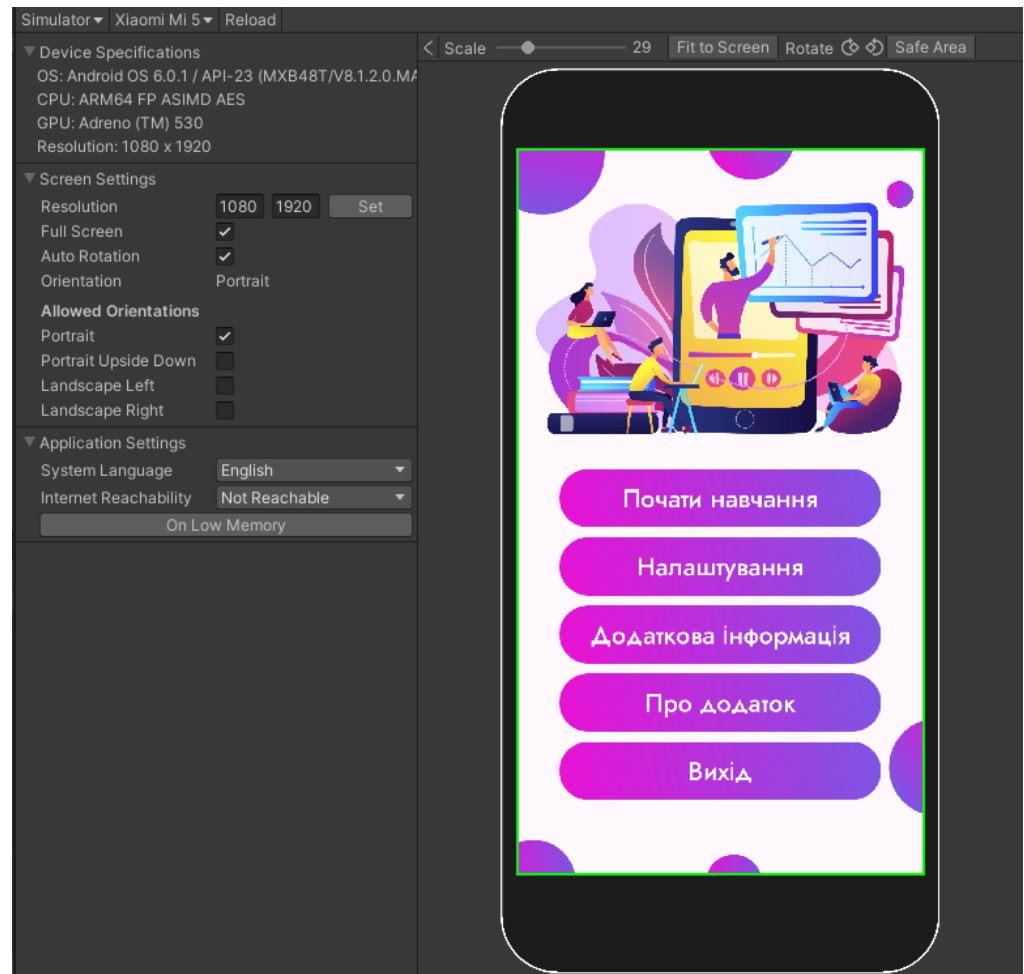 Simulator Xiaomi Mi 5 Reload
Device Specifications
OS: Android OS 6.0.1 / API-23 (MXB48T/V8.1.2.0.MA
CPU: ARM64 FP ASIMD AES
GPU: Adreno (TM) 530
Resolution: 1080 x 1920
Screen Settings
Resolution 1080 1920 Set
Full Screen
Auto Rotation
Orientation Portrait
Allowed Orientations
Portrait
Portrait Upside Down
Landscape Left
Landscape Right
Application Settings
System Language English
Internet Reachability Not Reachable
On Low Memory
Scale 29 Fit to Screen Rotate Safe Area
Почати навчання
Налаштування
Додаткова інформація
Про додаток
Вихід